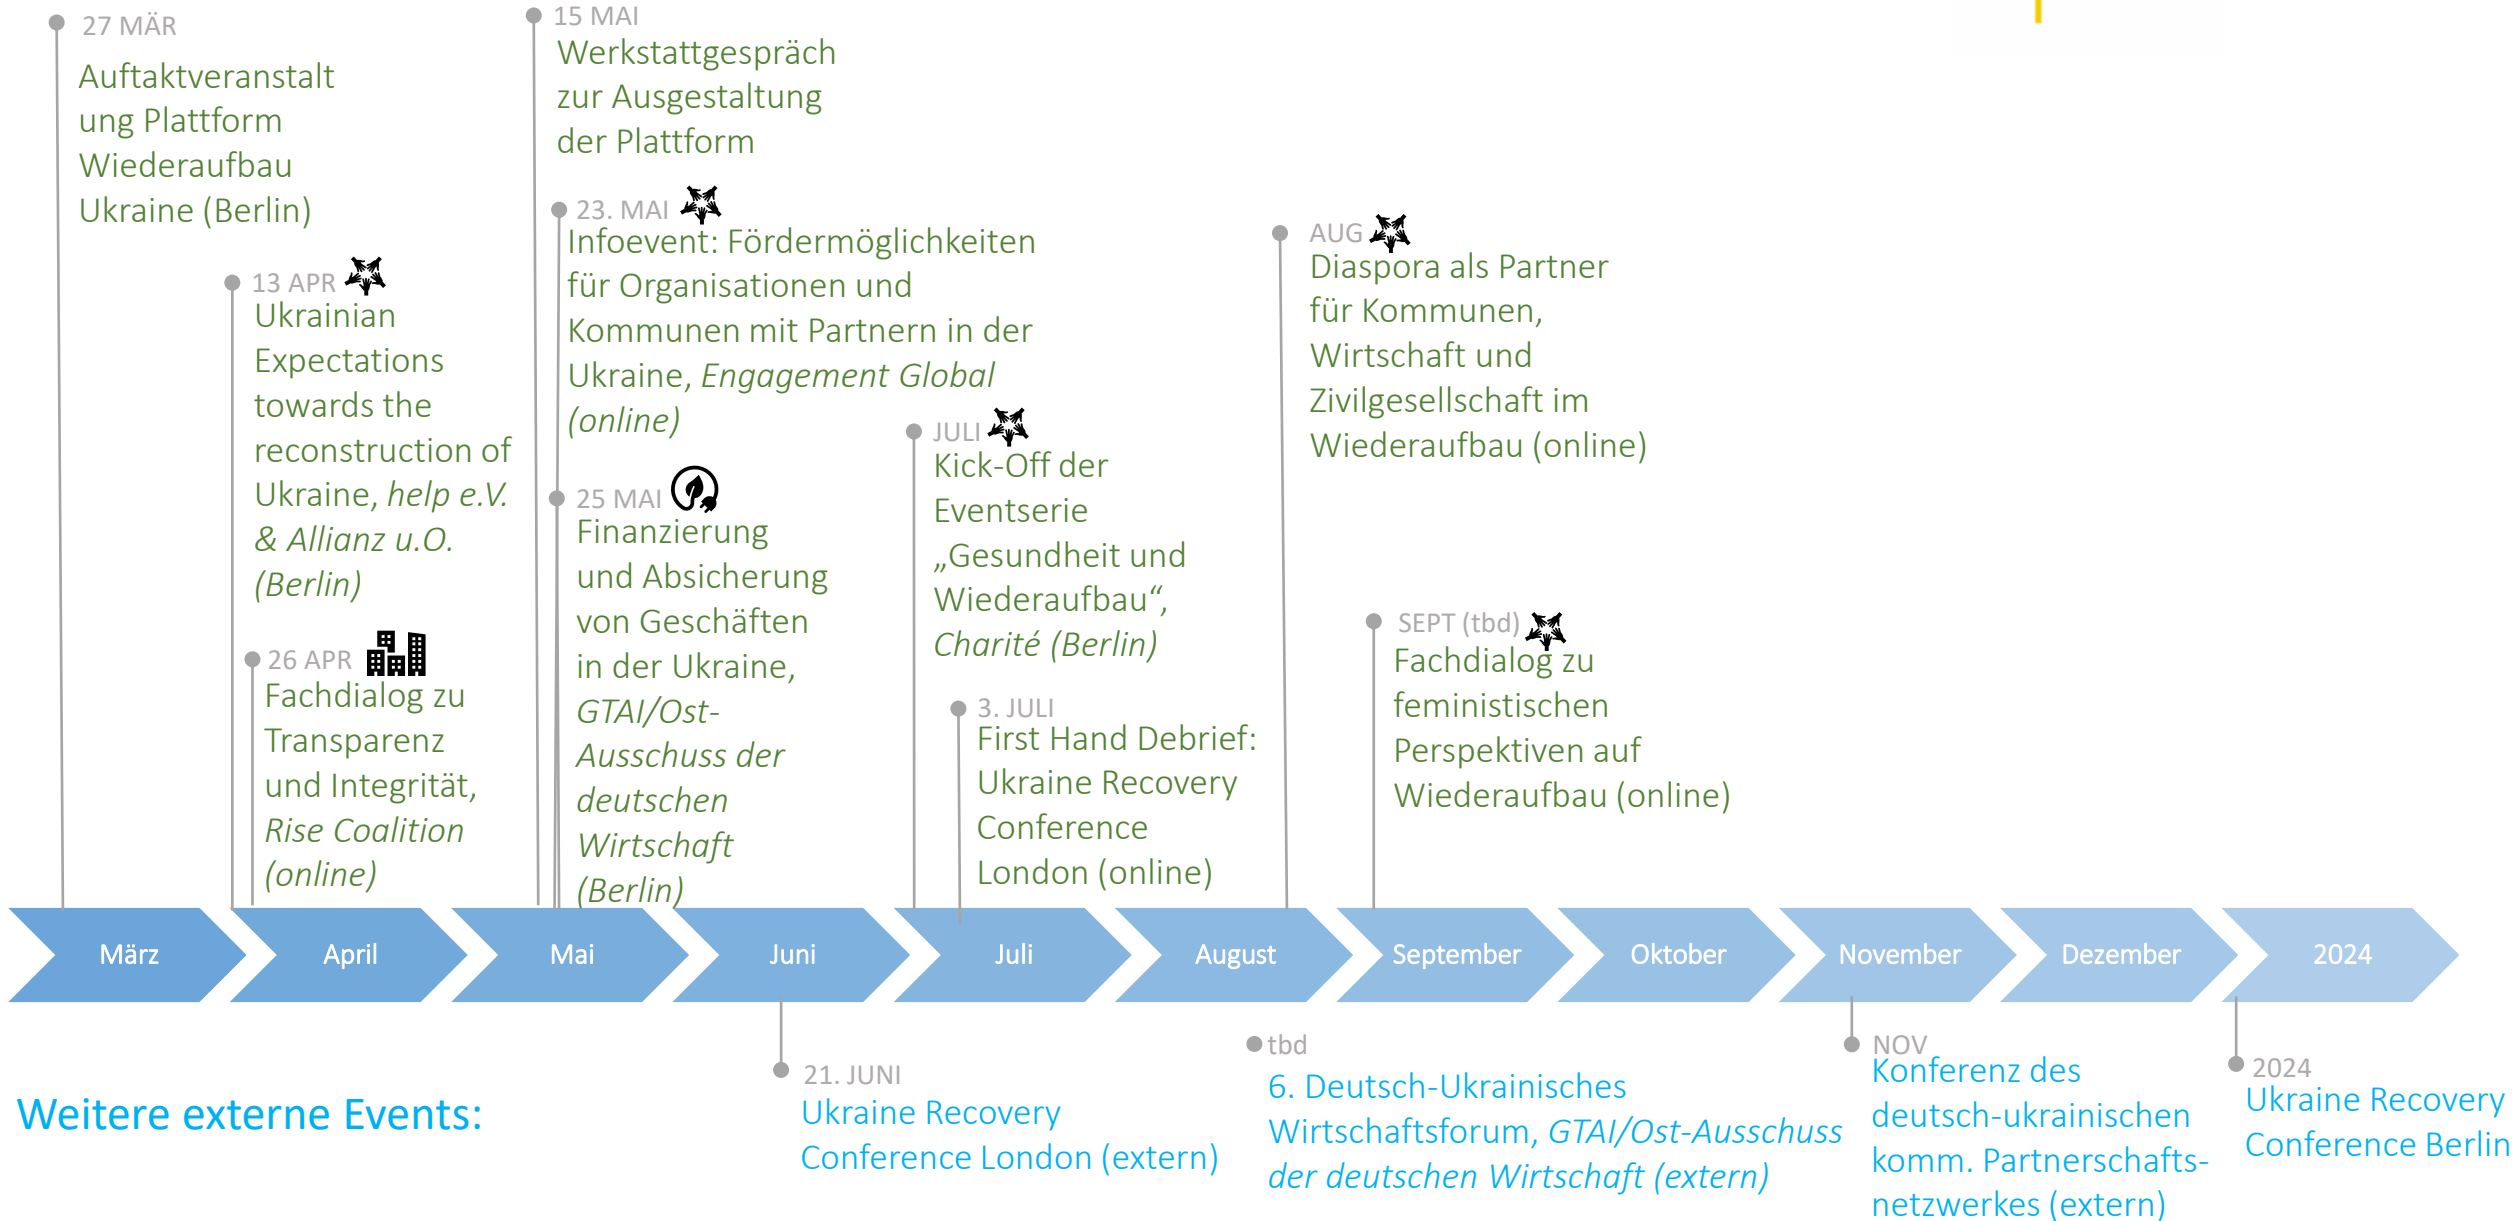 27 MÄR
Auftaktveranstalt
ung Plattform
Wiederaufbau
Ukraine (Berlin)
13 APR
Ukrainian
Expectations
towards the
reconstruction of
Ukraine, help e.V.
& Allianz u.O.
(Berlin)
26 APR
Fachdialog zu
Transparenz
und Integrität,
Rise Coalition
(online)
15 MAI
Werkstattgespräch
zur Ausgestaltung
der Plattform
23. MAI
Infoevent: Fördermöglichkeiten
für Organisationen und
Kommunen mit Partnern in der
Ukraine, Engagement Global
(online)
25 MAI
Finanzierung
und Absicherung
von Geschäften
in der Ukraine,
GTAI/Ost-
Ausschuss der
deutschen
Wirtschaft
(Berlin)
JULI
Kick-Off der
Eventserie
„Gesundheit und
Wiederaufbau“,
Charité (Berlin)
3. JULI
First Hand Debrief:
Ukraine Recovery
Conference
London (online)
AUG
Diaspora als Partner
für Kommunen,
Wirtschaft und
Zivilgesellschaft im
Wiederaufbau (online)
SEPT (tbd)
Fachdialog zu
feministischen
Perspektiven auf
Wiederaufbau (online)
März
April
Mai
Juni
Juli
August
September
Oktober
November
Dezember
2024
Weitere externe Events:
21. JUNI
Ukraine Recovery
Conference London (extern)
tbd
6. Deutsch-Ukrainisches
Wirtschaftsforum, GTAI/Ost-Ausschuss
der deutschen Wirtschaft (extern)
NOV
Konferenz des
deutsch-ukrainischen
komm. Partnerschafts-
netzwerkes (extern)
2024
Ukraine Recovery
Conference Berlin